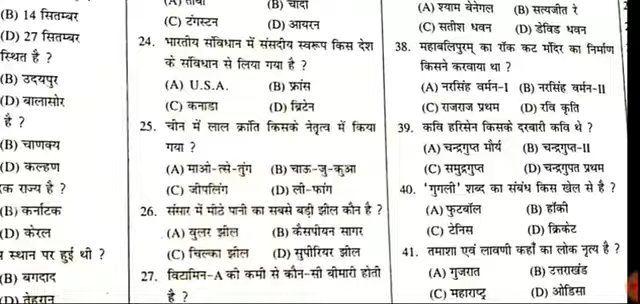 (B) 14 सितम्बर
(D) 27 सितम्बर
स्थित है ?
(B) उदयपुर
(D) बालासोर
है ?
(B) चाणक्य
(D) कल्हण
राज्य है ?
(B) कर्नाटक
(D) केरल
स्थान पर हुई थी ?
(B) बगदाद
(D) तेहरान
(A) तांबा (B) चांदी
(C) टंगस्टन (D) आयरन
24. भारतीय संविधान में संसदीय स्वरूप किस देश
के संविधान से लिया गया है ?
(A) U.S.A. (B) फ्रांस
(C) कनाडा (D) ब्रिटेन
25. चीन में लाल क्रांति किसके नेतृत्व में किया
गया ?
(A) माओ-त्से-तुंग (B) चाऊ-जु-कुआ
(C) जीपलिंग (D) ली-फांग
26. संसार में मीठे पानी का सबसे बड़ी झील कौन है ?
(A) वुलर झील (B) कैसपीयन सागर
(C) चिल्का झील (D) सुपीरियर झील
27. विटामिन-A की कमी से कौन-सी बीमारी होती
है ?
(A) श्याम बेनेगल (B) सत्यजीत रे
(C) सतीश धवन (D) डेविड धवन
38. महाबलिपुरम् का रॉक कट मंदिर का निर्माण
किसने करवाया था ?
(A) नरसिंह वर्मन-I (B) नरसिंह वर्मन-II
(C) राजराज प्रथम (D) रवि कृति
39. कवि हरिसेन किसके दरबारी कवि थे ?
(A) चन्द्रगुप्त मौर्य (B) चन्द्रगुप्त-II
(C) समुद्रगुप्त (D) चन्द्रगुप्त प्रथम
40. 'गुगली' शब्द का संबंध किस खेल से है ?
(A) फुटबॉल (B) हॉकी
(C) टेनिस (D) क्रिकेट
41. तमाशा एवं लावणी कहाँ का लोक नृत्य है ?
(A) गुजरात (B) उत्तराखंड
(C) महाराष्ट्र (D) ओडिसा